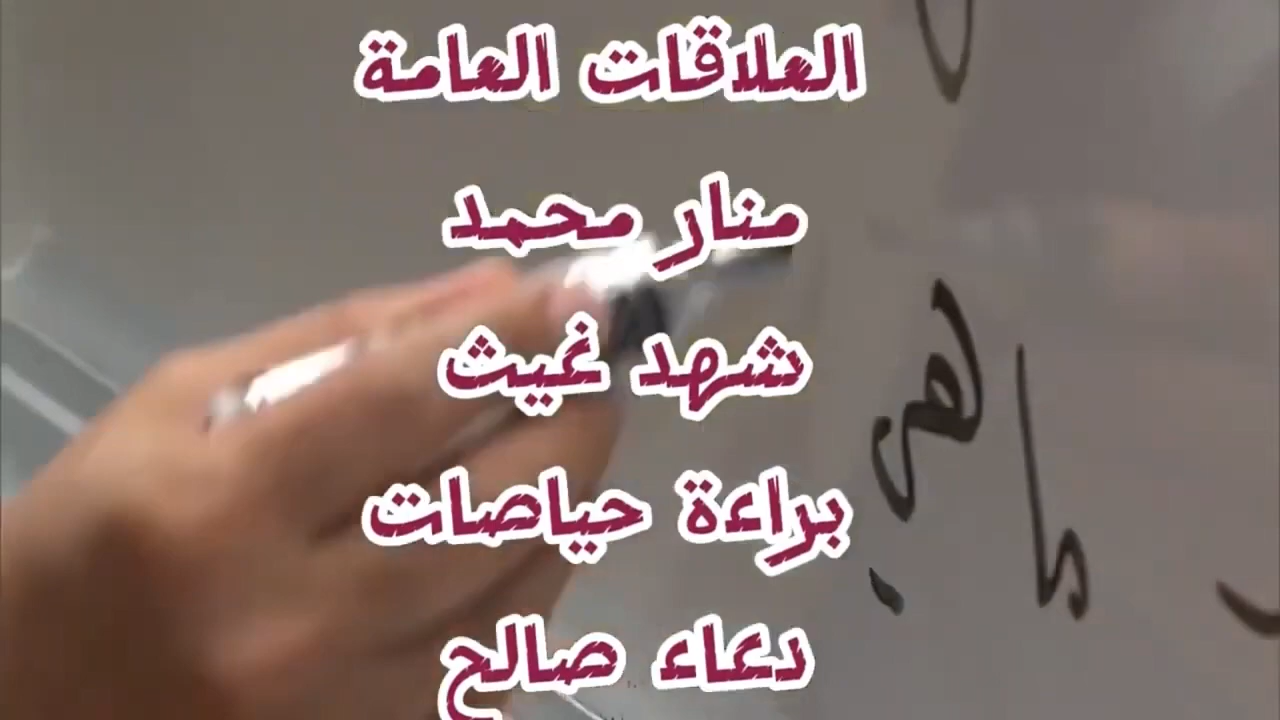 العلاقات العامة
منار محمد
شهد غيث
براءة حياصات
دعاء صالح